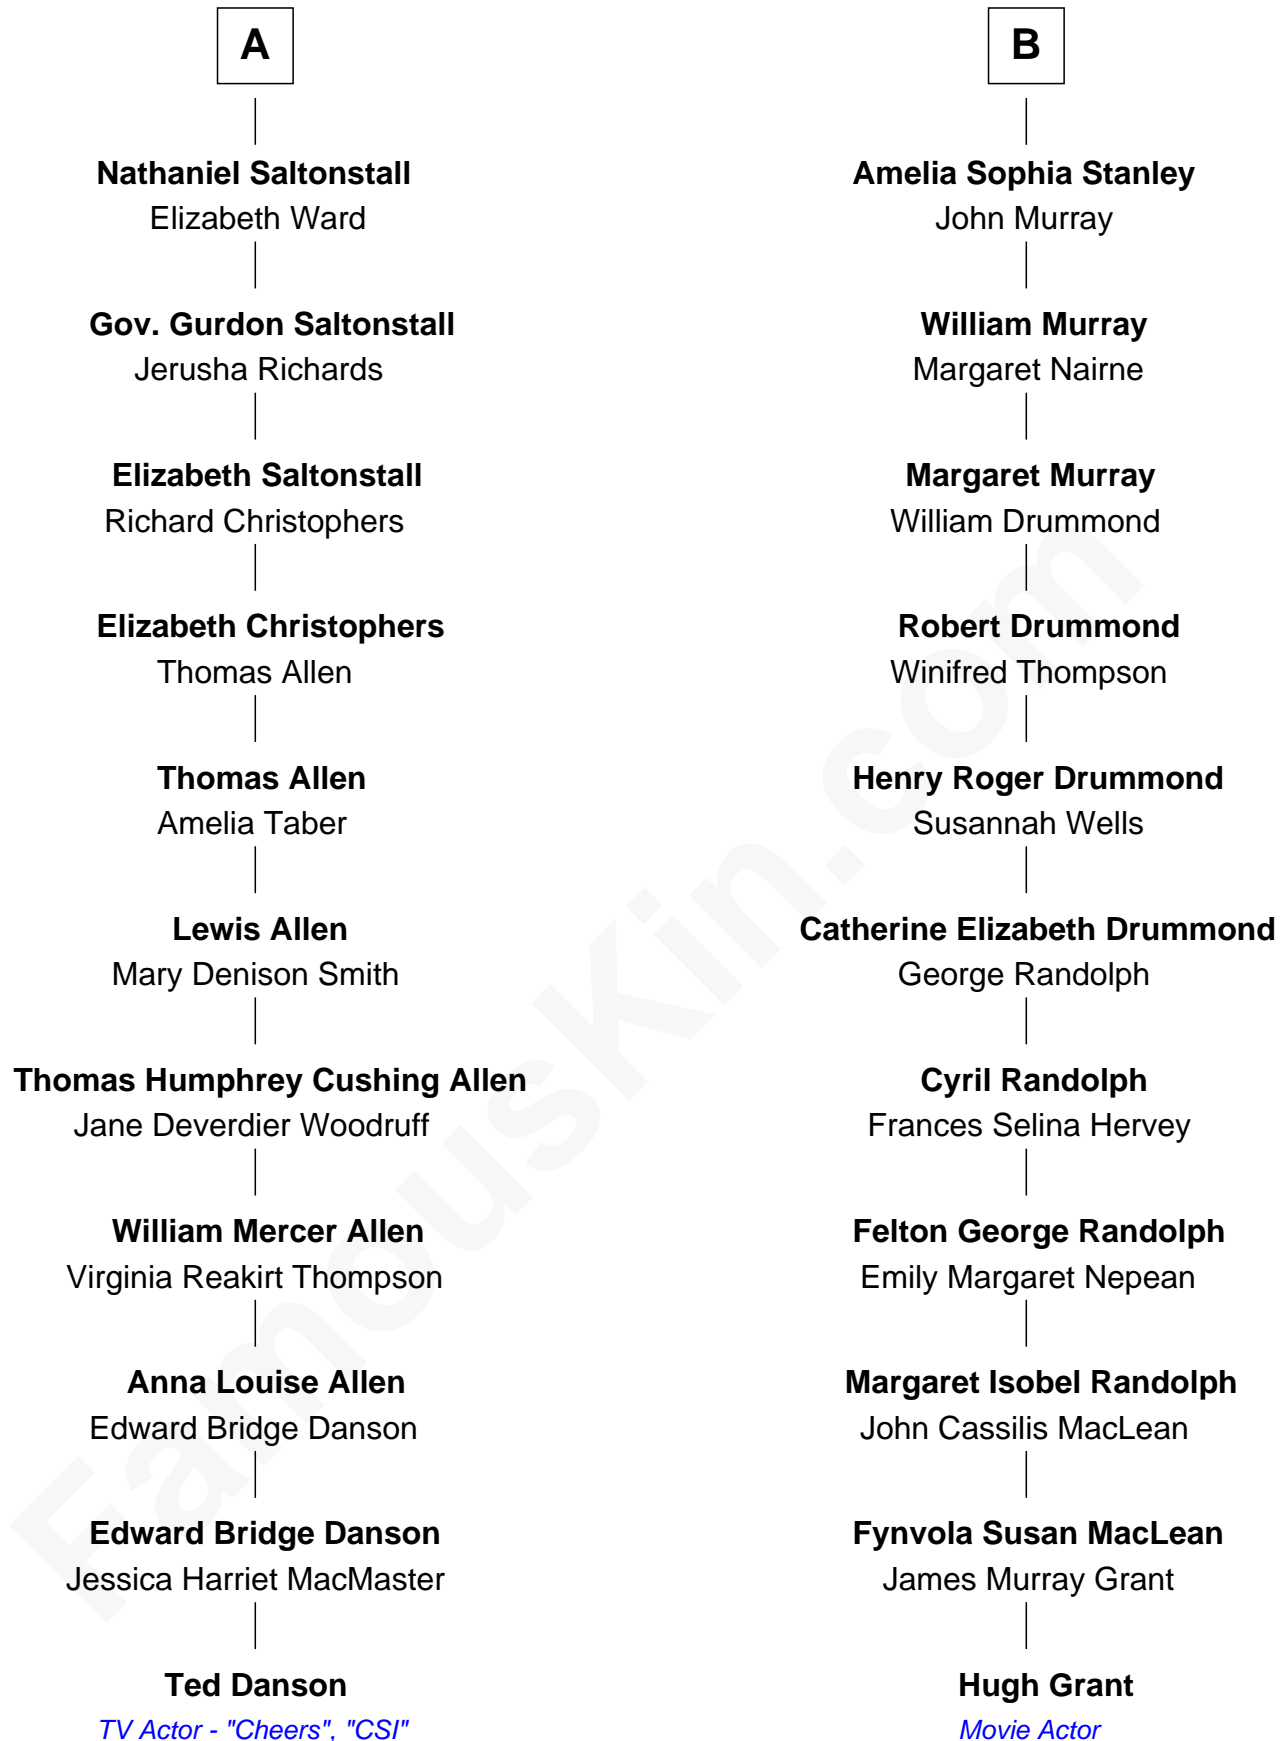 A
Nathaniel Saltonstall
Elizabeth Ward
Gov. Gurdon Saltonstall
Jerusha Richards
Elizabeth Saltonstall
Richard Christophers
Elizabeth Christophers
Thomas Allen
Thomas Allen
Amelia Taber
Lewis Allen
Mary Denison Smith
Thomas Humphrey Cushing Allen
Jane Deverdier Woodruff
William Mercer Allen
Virginia Reakirt Thompson
Anna Louise Allen
Edward Bridge Danson
Edward Bridge Danson
Jessica Harriet MacMaster
Ted Danson
TV Actor - "Cheers", "CSI"
B
Amelia Sophia Stanley
John Murray
William Murray
Margaret Nairne
Margaret Murray
William Drummond
Robert Drummond
Winifred Thompson
Henry Roger Drummond
Susannah Wells
Catherine Elizabeth Drummond
George Randolph
Cyril Randolph
Frances Selina Hervey
Felton George Randolph
Emily Margaret Nepean
Margaret Isobel Randolph
John Cassilis MacLean
Fynvola Susan MacLean
James Murray Grant
Hugh Grant
Movie Actor
FamousKin.com